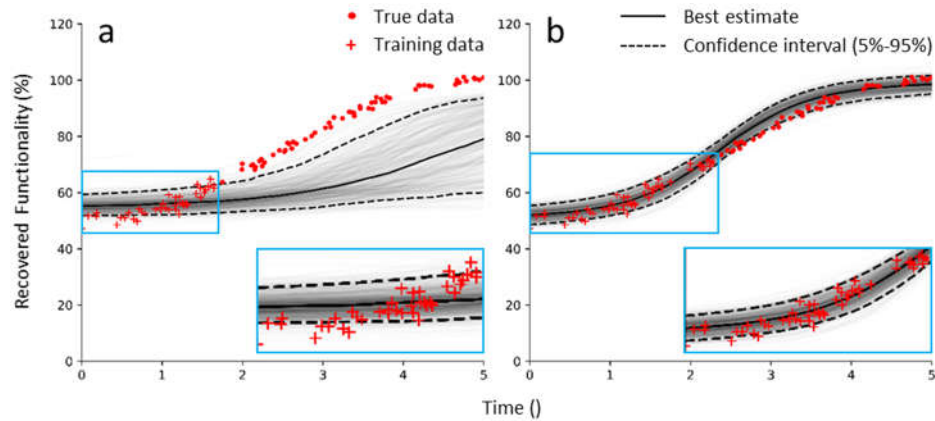 a
True data
Training data
b
Best estimate
Confidence interval (5%-95%)
Recovered Functionality (%)
120
100
80
60
40
20
0
0 1 2 3 4 5
120
100
80
60
40
20
0
0 1 2 3 4 5
Time ()